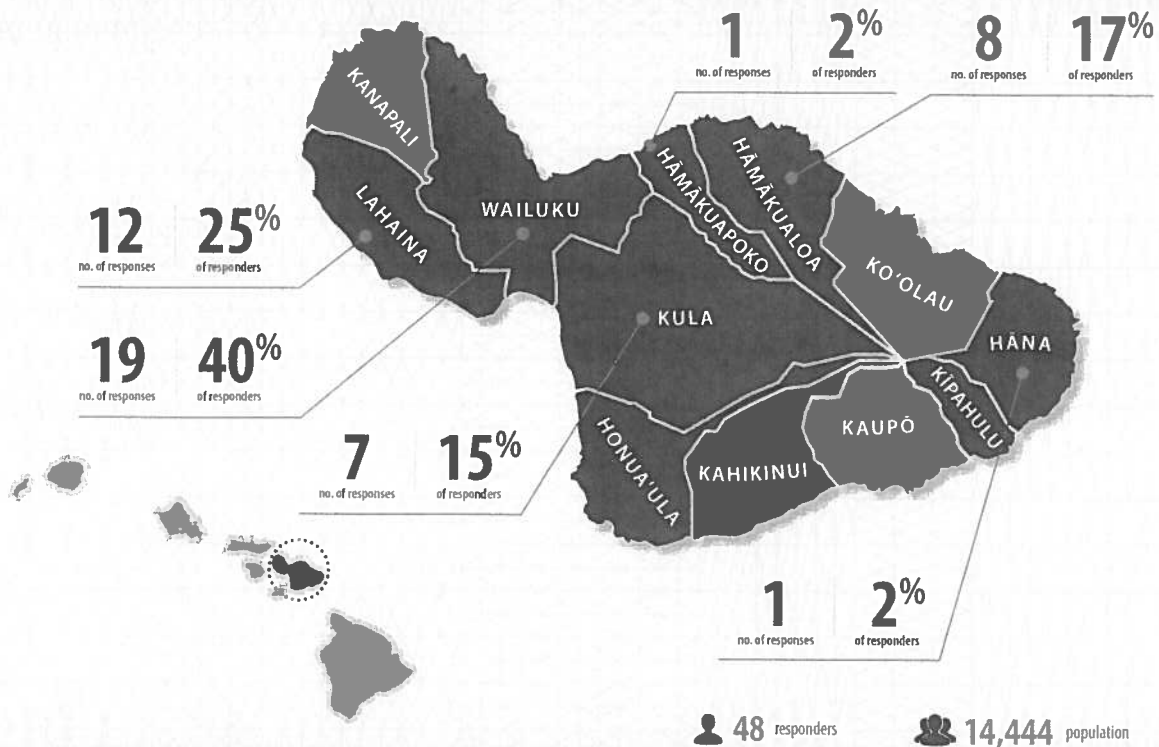 1 2% 8 17%
no. of responses of responders no. of responses of responders
KANAPALI
HĀMĀKUAPOKO
HĀMĀKUALOA
LAHAINA
WAILUKU
12 25%
no. of responses of responders
KO'OLAU
KULA
HĀNA
19 40%
no. of responses of responders
KĪPAHULU
KAUPŌ
HONUA'ULA
7 15%
no. of responses of responders
KAHIKINUI
1 2%
no. of responses of responders
48 responders 14,444 population